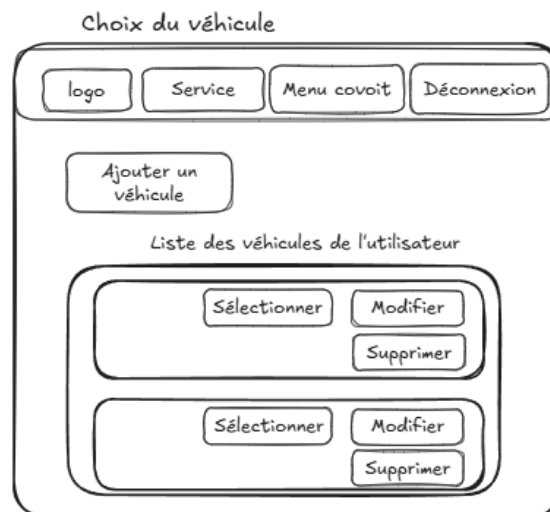 Choix du véhicule
logo
Service
Menu covoit
Déconnexion
Ajouter un
véhicule
Liste des véhicules de l'utilisateur
Sélectionner
Modifier
Supprimer
Sélectionner
Modifier
Supprimer